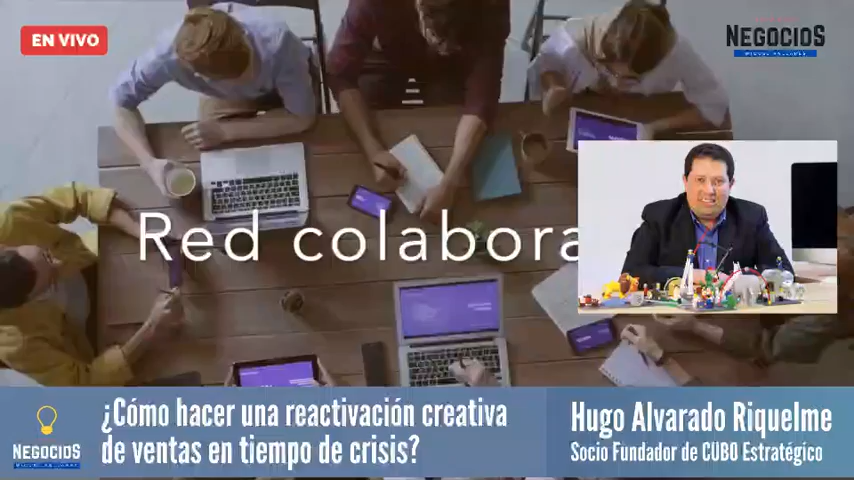 EN VIVO
NEGOCIOS
Red colabora
¿Cómo hacer una reactivación creativa
de ventas en tiempo de crisis?
Hugo Alvarado Riquelme
Socio Fundador de CUBO Estratégico
NEGOCIOS